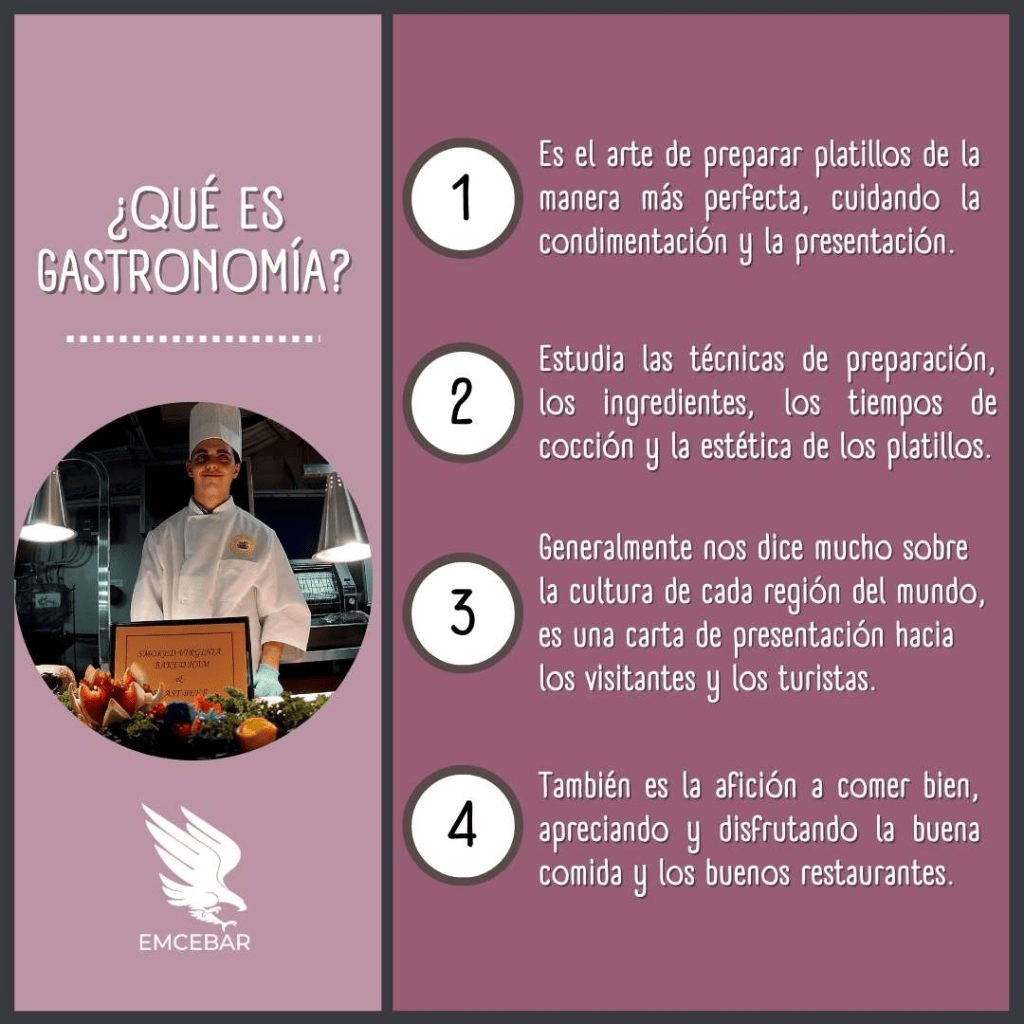 ¿QUÉ ES
GASTRONOMÍA?
SMOKED VIRGINIA
BAKED HAM
&
AST BEEF
EMCEBAR
1
Es el arte de preparar platillos de la
manera más perfecta, cuidando la
condimentación y la presentación.
2
Estudia las técnicas de preparación,
los ingredientes, los tiempos de
cocción y la estética de los platillos.
3
Generalmente nos dice mucho sobre
la cultura de cada región del mundo,
es una carta de presentación hacia
los visitantes y los turistas.
4
También es la afición a comer bien,
apreciando y disfrutando la buena
comida y los buenos restaurantes.